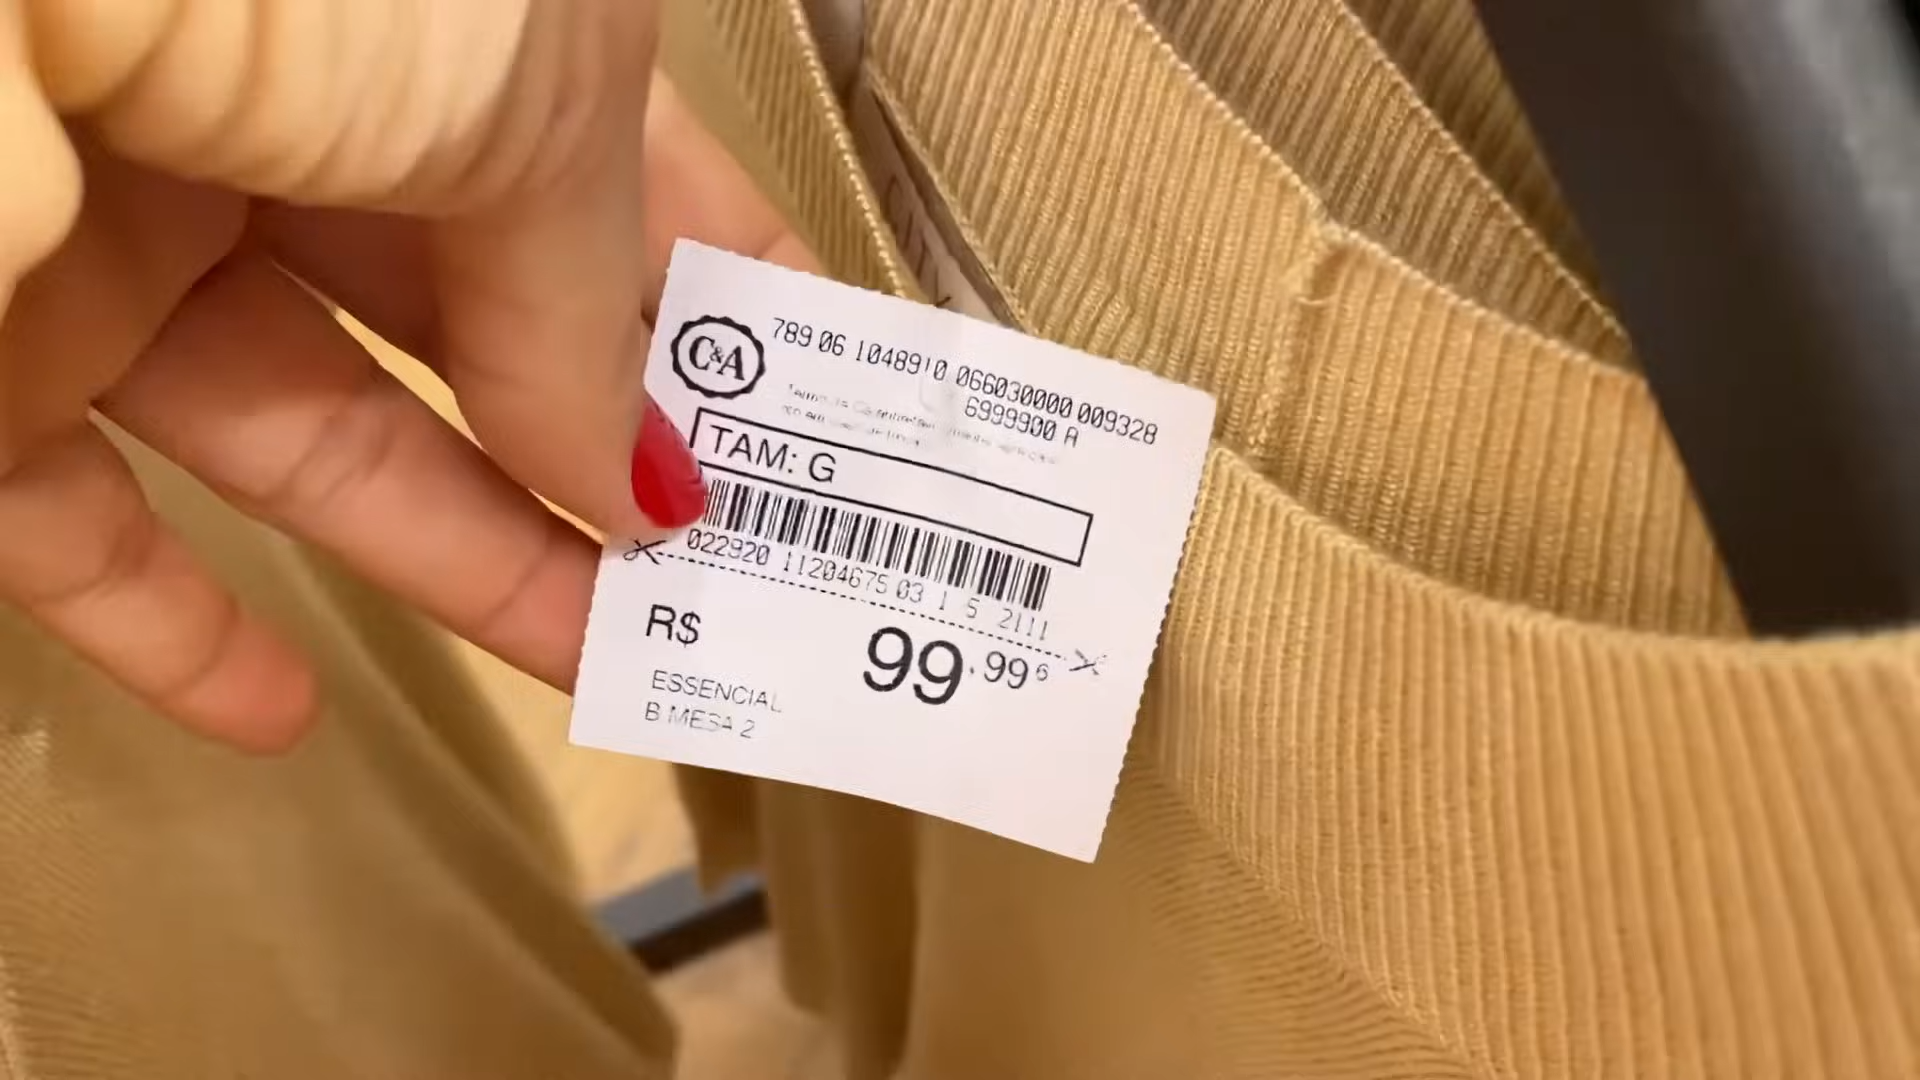 C&A
789 06 1048910 066030000 009328
6999900 A
TAM: G
022920 11204675 03 1 5 2111
R$ 99,99 6
ESSENCIAL
B MESA 2